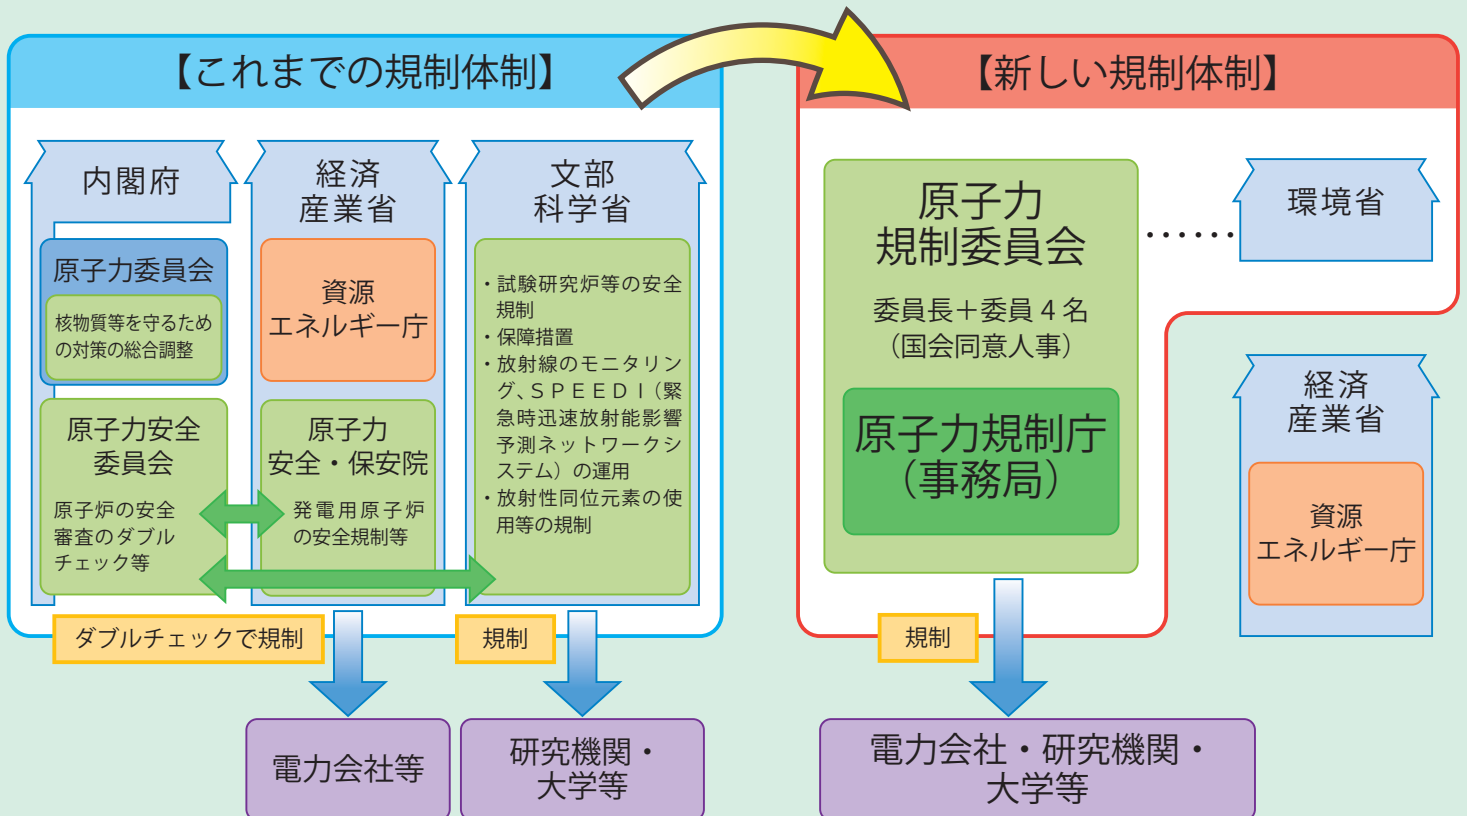 【これまでの規制体制】
内閣府
原子力委員会
核物質等を守るため
の対策の総合調整
原子力安全
委員会
原子炉の安全
審査のダブル
チェック等
経済
産業省
資源
エネルギー庁
原子力
安全・保安院
発電用原子炉
の安全規制等
文部
科学省
・試験研究炉等の安全
規制
・保障措置
・放射線のモニタリン
グ、ＳＰＥＥＤＩ（緊
急時迅速放射能影響
予測ネットワークシ
ステム）の運用
・放射性同位元素の使
用等の規制
ダブルチェックで規制
規制
電力会社等
研究機関・
大学等
【新しい規制体制】
原子力
規制委員会
委員長＋委員４名
（国会同意人事）
原子力規制庁
（事務局）
……
環境省
経済
産業省
資源
エネルギー庁
規制
電力会社・研究機関・
大学等